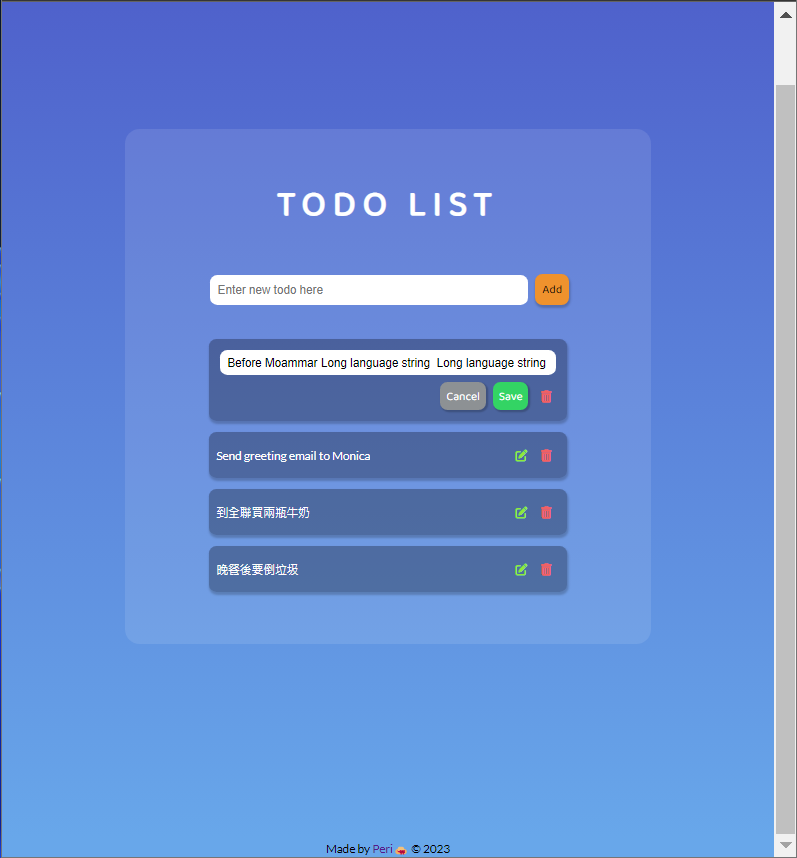 TODO LIST
Enter new todo here
Add
Before Moammar Long language string  Long language string
Cancel
Save
Send greeting email to Monica
到全聯買兩瓶牛奶
晚餐後要倒垃圾
Made by Peri © 2023